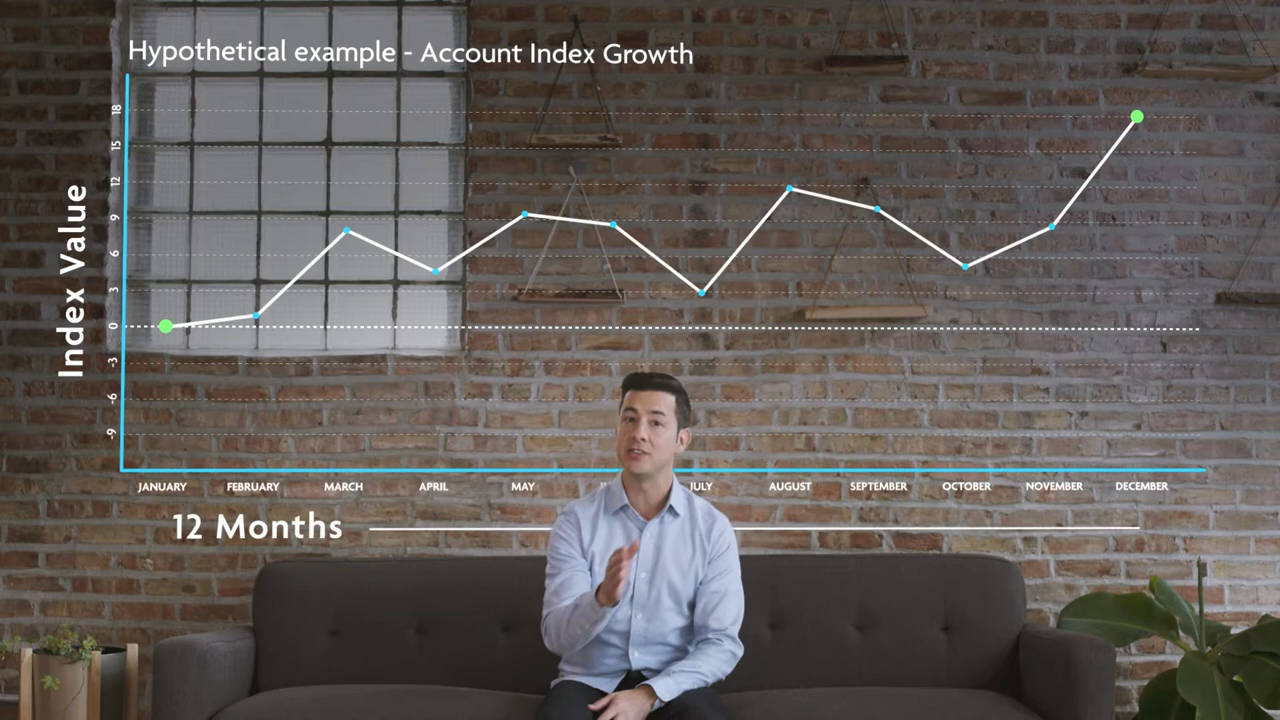 Hypothetical example - Account Index Growth
Index Value
18
15
12
9
6
3
0
-3
-6
-9
JANUARY FEBRUARY MARCH APRIL MAY JULY AUGUST SEPTEMBER OCTOBER NOVEMBER DECEMBER
12 Months